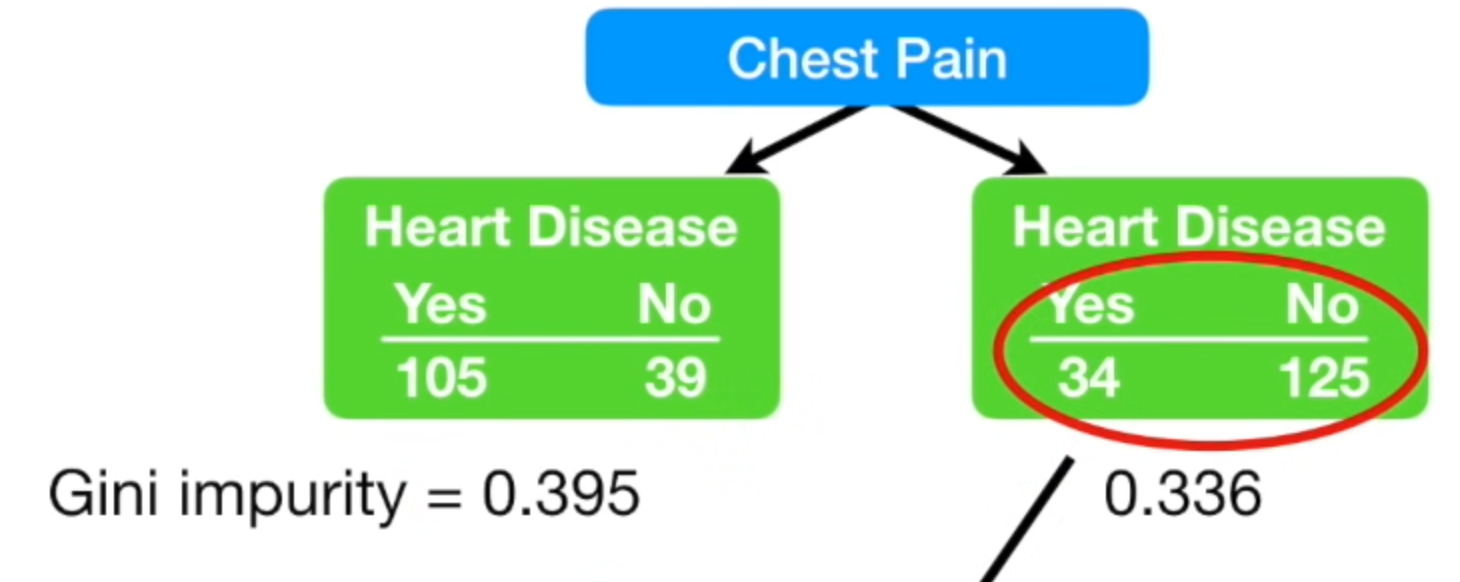 Chest Pain
Heart Disease
Yes No
105 39
Heart Disease
Yes No
34 125
Gini impurity = 0.395
0.336